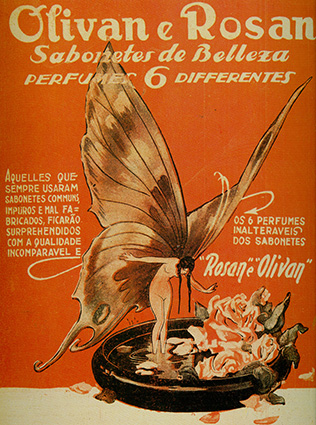 Olivan e Rosan
Sabonetes de Belleza
PERFUMES 6 DIFFERENTES
AQUELLES QUE
SEMPRE USARAM
SABONETES COMMUNS,
IMPUROS E MAL FA-
BRICADOS, FICARÃO
SURPREHENDIDOS
COM A QUALIDADE
INCOMPARAVEL E
OS 6 PERFUMES
INALTERAVEIS
DOS SABONETES
"Rosan" e "Olivan"